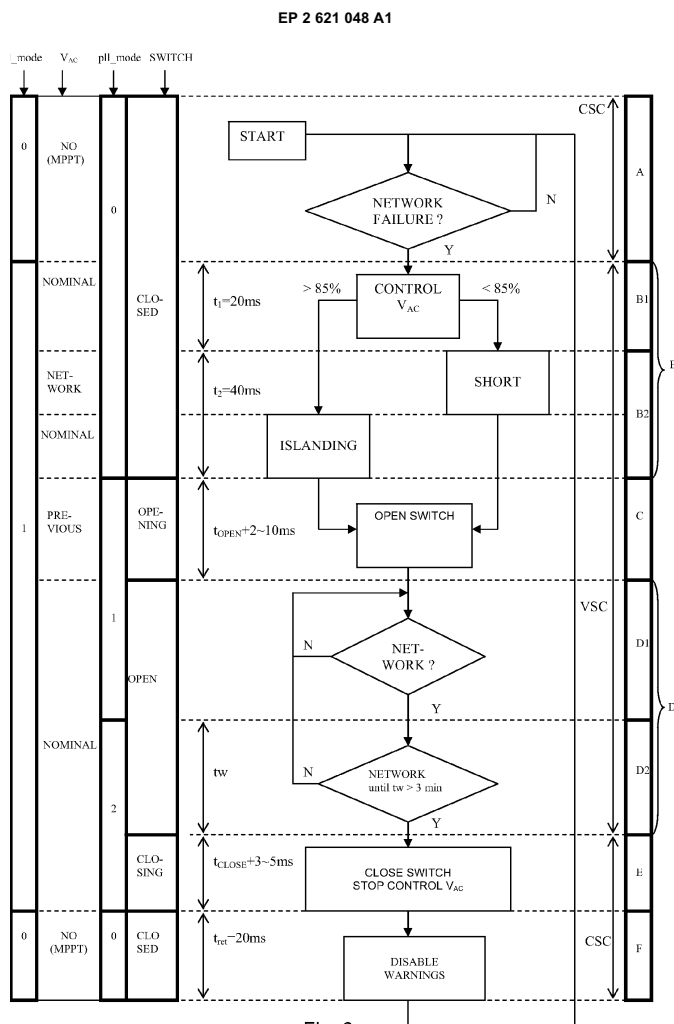 EP 2 621 048 A1
_mode V_AC pll_mode SWITCH
CSC
START
0
NO
(MPPT)
A
0
NETWORK
FAILURE ?
N
Y
NOMINAL
> 85%
CONTROL
V_AC
< 85%
B1
CLO-
SED
t₁=20ms
NET-
WORK
t₂=40ms
SHORT
B2
NOMINAL
ISLANDING
1
PRE-
VIOUS
OPE-
NING
t_OPEN+2~10ms
OPEN SWITCH
C
VSC
1
N
NET-
WORK ?
D1
OPEN
Y
D
NOMINAL
tw
N
NETWORK
until tw > 3 min
D2
2
Y
CLO-
SING
t_CLOSE+3~5ms
CLOSE SWITCH
STOP CONTROL V_AC
E
0
NO
(MPPT)
0
CLO
SED
t_ret=20ms
CSC
F
DISABLE
WARNINGS